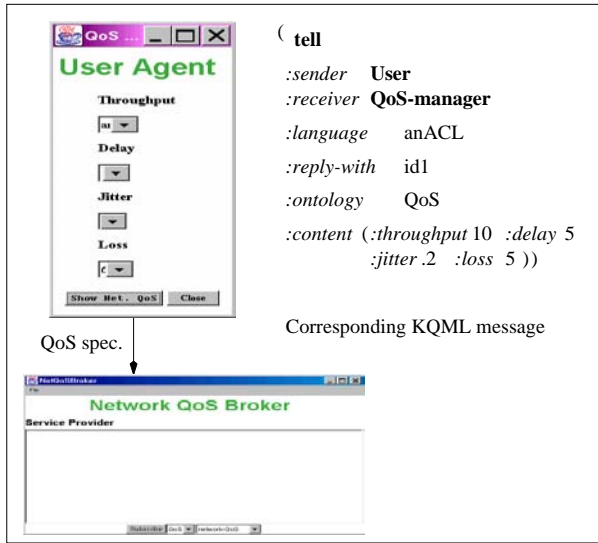 QoS ...
User Agent
Throughput
Delay
Jitter
Loss
Show Net. QoS Close
( tell
:sender User
:receiver QoS-manager
:language anACL
:reply-with id1
:ontology QoS
:content (:throughput 10 :delay 5
:jitter .2 :loss 5 ))
Corresponding KQML message
QoS spec.
NetQoSBroker
File
Network QoS Broker
Service Provider
Subscribe QoS network-QoS